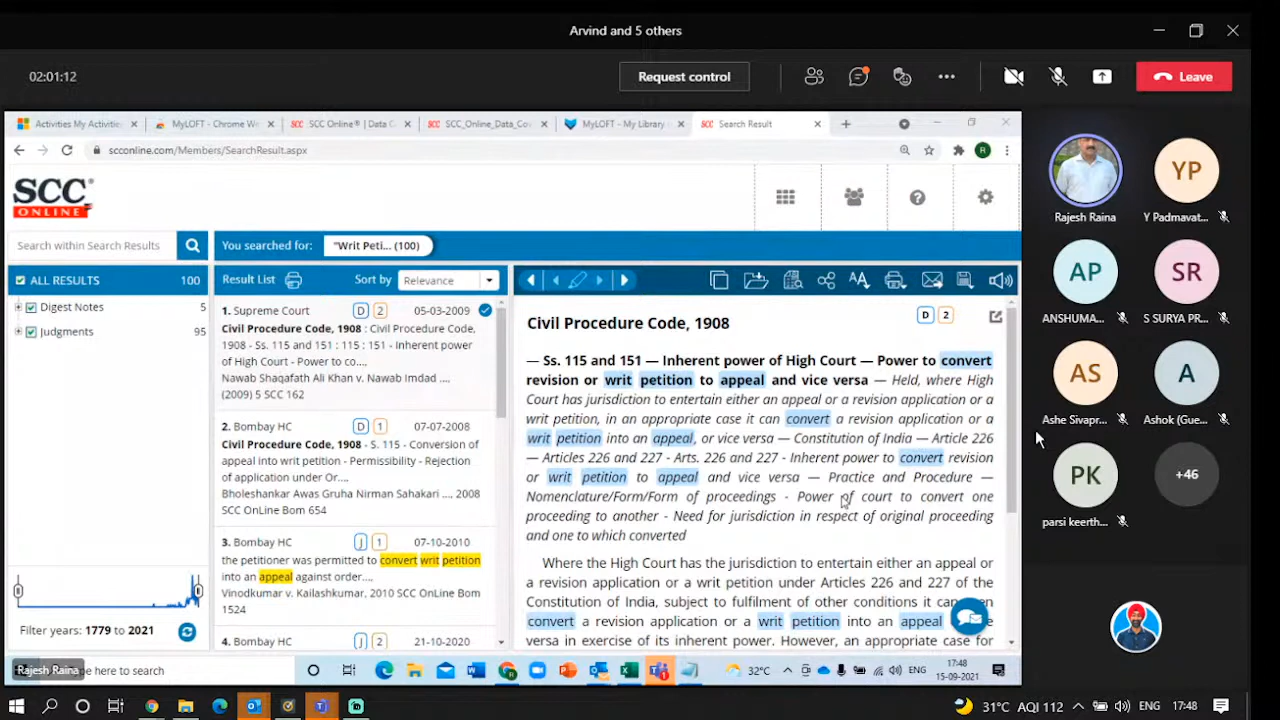 Arvind and 5 others
02:01:12
Request control
Leave
Activities My Activitie
MyLOFT - Chrome We
SCC Online® | Data C
SCC_Online_Data_Cov
MyLOFT - My Library
Search Result
scconline.com/Members/SearchResult.aspx
R
SCC®
ONLINE
Search within Search Results
You searched for:
"Writ Peti... (100)
ALL RESULTS 100
Digest Notes 5
Judgments 95
Filter years: 1779 to 2021
Result List
Sort by
Relevance
1. Supreme Court D 2 05-03-2009
Civil Procedure Code, 1908 : Civil Procedure Code,
1908 - Ss. 115 and 151 : 115 : 151 - Inherent power
of High Court - Power to co....
Nawab Shaqafath Ali Khan v. Nawab Imdad ....,
(2009) 5 SCC 162
2. Bombay HC D 1 07-07-2008
Civil Procedure Code, 1908 - S. 115 - Conversion of
appeal into writ petition - Permissibility - Rejection
of application under Or....
Bholeshankar Awas Gruha Nirman Sahakari ...., 2008
SCC OnLine Bom 654
3. Bombay HC J 1 07-10-2010
the petitioner was permitted to convert writ petition
into an appeal against order....
Vinodkumar v. Kailashkumar, 2010 SCC OnLine Bom
1524
4. Bombay HC J 2 21-10-2020
D 2
Civil Procedure Code, 1908
— Ss. 115 and 151 — Inherent power of High Court — Power to convert
revision or writ petition to appeal and vice versa — Held, where High
Court has jurisdiction to entertain either an appeal or a revision application or a
writ petition, in an appropriate case it can convert a revision application or a
writ petition into an appeal, or vice versa — Constitution of India — Article 226
— Articles 226 and 227 - Arts. 226 and 227 - Inherent power to convert revision
or writ petition to appeal and vice versa — Practice and Procedure —
Nomenclature/Form/Form of proceedings - Power of court to convert one
proceeding to another - Need for jurisdiction in respect of original proceeding
and one to which converted
Where the High Court has the jurisdiction to entertain either an appeal or
a revision application or a writ petition under Articles 226 and 227 of the
Constitution of India, subject to fulfilment of other conditions it can
convert a revision application or a writ petition into an appeal
versa in exercise of its inherent power. However, an appropriate case for
Rajesh Raina
here to search
32°C
ENG
17:48
15-09-2021
Rajesh Raina
YP
Y Padmavat...
AP
ANSHUMA...
SR
S SURYA PR...
AS
Ashe Sivapr...
A
Ashok (Gue...
PK
parsi keerth...
+46
31°C AQI 112
ENG
17:48